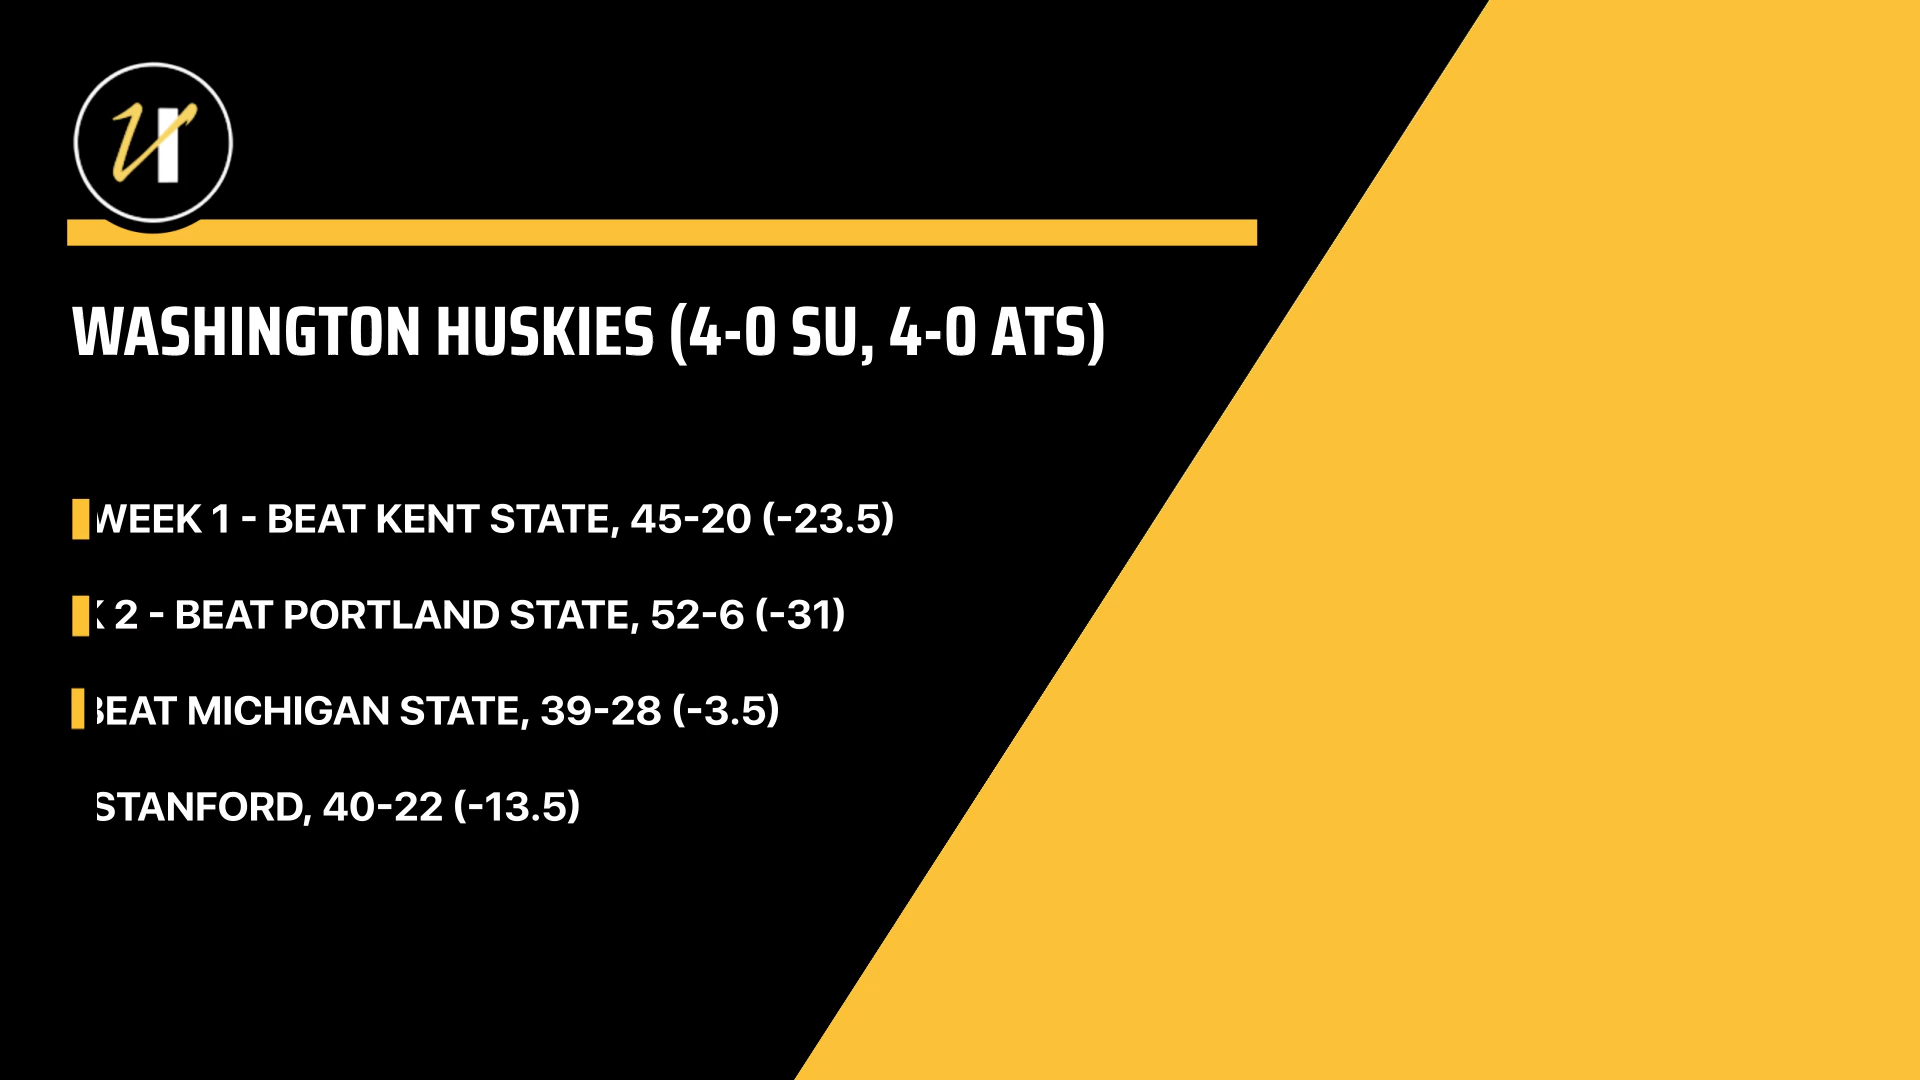 WASHINGTON HUSKIES (4-0 SU, 4-0 ATS)
WEEK 1 - BEAT KENT STATE, 45-20 (-23.5)
K 2 - BEAT PORTLAND STATE, 52-6 (-31)
BEAT MICHIGAN STATE, 39-28 (-3.5)
STANFORD, 40-22 (-13.5)